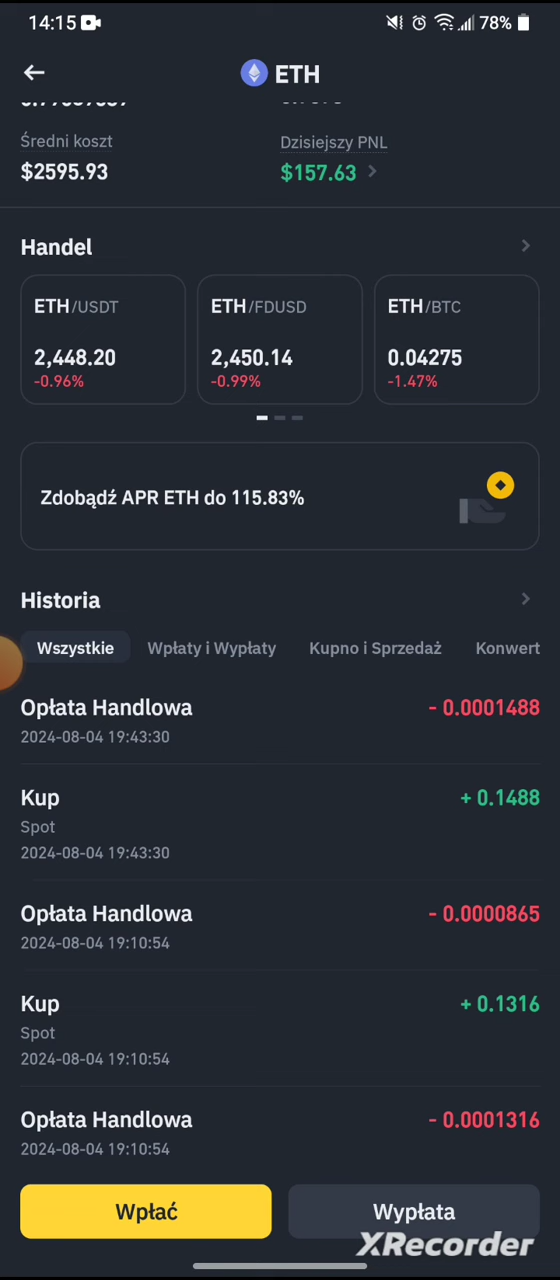 14:15 78%
ETH
Średni koszt Dzisiejszy PNL
$2595.93 $157.63
Handel
ETH/USDT ETH/FDUSD ETH/BTC
2,448.20 2,450.14 0.04275
-0.96% -0.99% -1.47%
Zdobądź APR ETH do 115.83%
Historia
Wszystkie Wpłaty i Wypłaty Kupno i Sprzedaż Konwert
Opłata Handlowa - 0.0001488
2024-08-04 19:43:30
Kup + 0.1488
Spot
2024-08-04 19:43:30
Opłata Handlowa - 0.0000865
2024-08-04 19:10:54
Kup + 0.1316
Spot
2024-08-04 19:10:54
Opłata Handlowa - 0.0001316
2024-08-04 19:10:54
Wpłać Wypłata
XRecorder